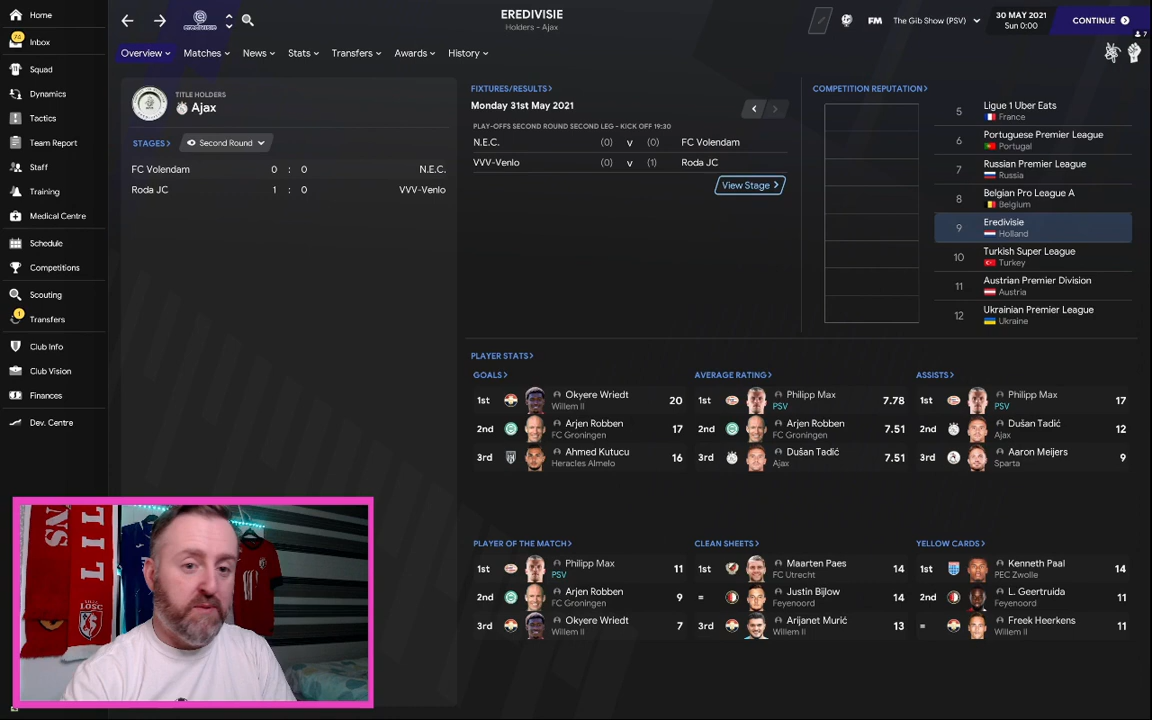 Home
Inbox
Squad
Dynamics
Tactics
Team Report
Staff
Training
Medical Centre
Schedule
Competitions
Scouting
1
Transfers
Club Info
Club Vision
Finances
Dev. Centre
EREDIVISIE
Holders - Ajax
FM
The Gib Show (PSV)
30 MAY 2021
Sun 0:00
CONTINUE
7
Overview
Matches
News
Stats
Transfers
Awards
History
TITLE HOLDERS
Ajax
STAGES
Second Round
FC Volendam 0 : 0 N.E.C.
Roda JC 1 : 0 VVV-Venlo
FIXTURES/RESULTS
Monday 31st May 2021
PLAY-OFFS SECOND ROUND SECOND LEG - KICK OFF 19:30
N.E.C. (0) v (0) FC Volendam
VVV-Venlo (0) v (1) Roda JC
View Stage
COMPETITION REPUTATION
5 Ligue 1 Uber Eats
France
6 Portuguese Premier League
Portugal
7 Russian Premier League
Russia
8 Belgian Pro League A
Belgium
9 Eredivisie
Holland
10 Turkish Super League
Turkey
11 Austrian Premier Division
Austria
12 Ukrainian Premier League
Ukraine
PLAYER STATS
GOALS
1st Okyere Wriedt 20
Willem II
2nd Arjen Robben 17
FC Groningen
3rd Ahmed Kutucu 16
Heracles Almelo
AVERAGE RATING
1st Philipp Max 7.78
PSV
2nd Arjen Robben 7.51
FC Groningen
3rd Dušan Tadić 7.51
Ajax
ASSISTS
1st Philipp Max 17
PSV
2nd Dušan Tadić 12
Ajax
3rd Aaron Meijers 9
Sparta
PLAYER OF THE MATCH
1st Philipp Max 11
PSV
2nd Arjen Robben 9
FC Groningen
3rd Okyere Wriedt 7
Willem II
CLEAN SHEETS
1st Maarten Paes 14
FC Utrecht
= Justin Bijlow 14
Feyenoord
3rd Arijanet Murić 13
Willem II
YELLOW CARDS
1st Kenneth Paal 14
PEC Zwolle
2nd L. Geertruida 11
Feyenoord
= Freek Heerkens 11
Willem II
LIL
LOSC